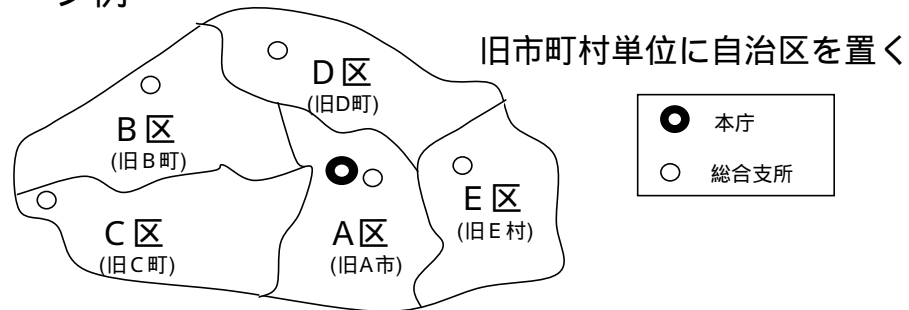 旧市町村単位に自治区を置く
D区
(旧D町)
B区
(旧B町)
A区
(旧A市)
C区
(旧C町)
E区
(旧E村)
本庁
総合支所